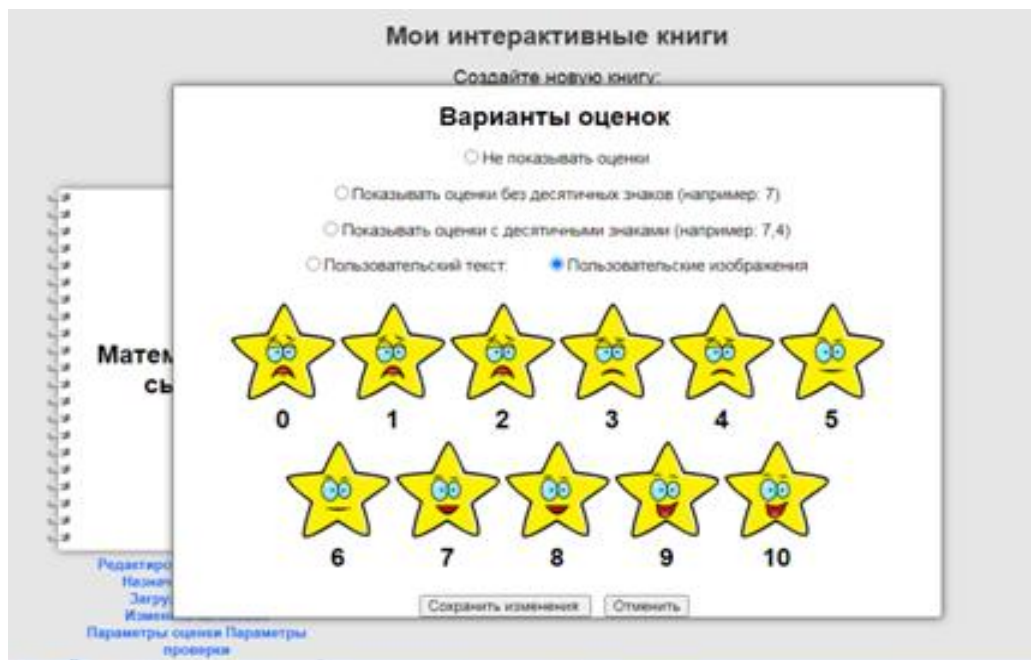 Мои интерактивные книги
Создайте новую книгу:
Варианты оценок
Не показывать оценки
Показывать оценки без десятичных знаков (например: 7)
Показывать оценки с десятичными знаками (например: 7,4)
Пользовательский текст: Пользовательские изображения
0 1 2 3 4 5
6 7 8 9 10
Сохранить изменения Отменить
Параметры оценки Параметры
проверки